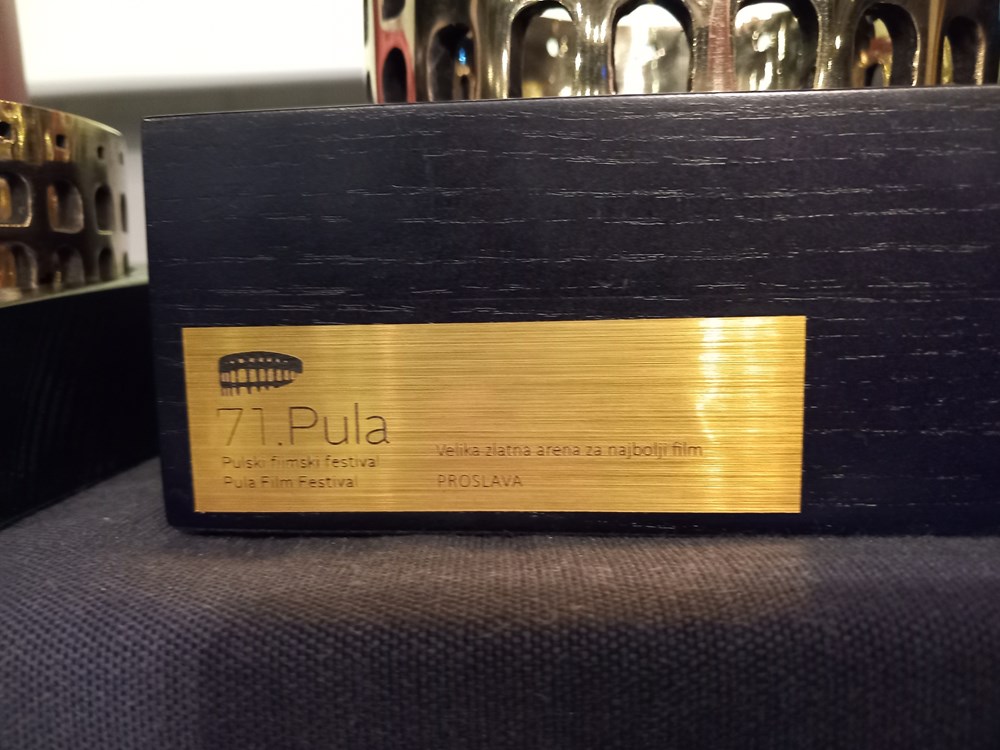 71.Pula
Pulski filmski festival
Pula Film Festival
Velika zlatna arena za najbolji film
PROSLAVA